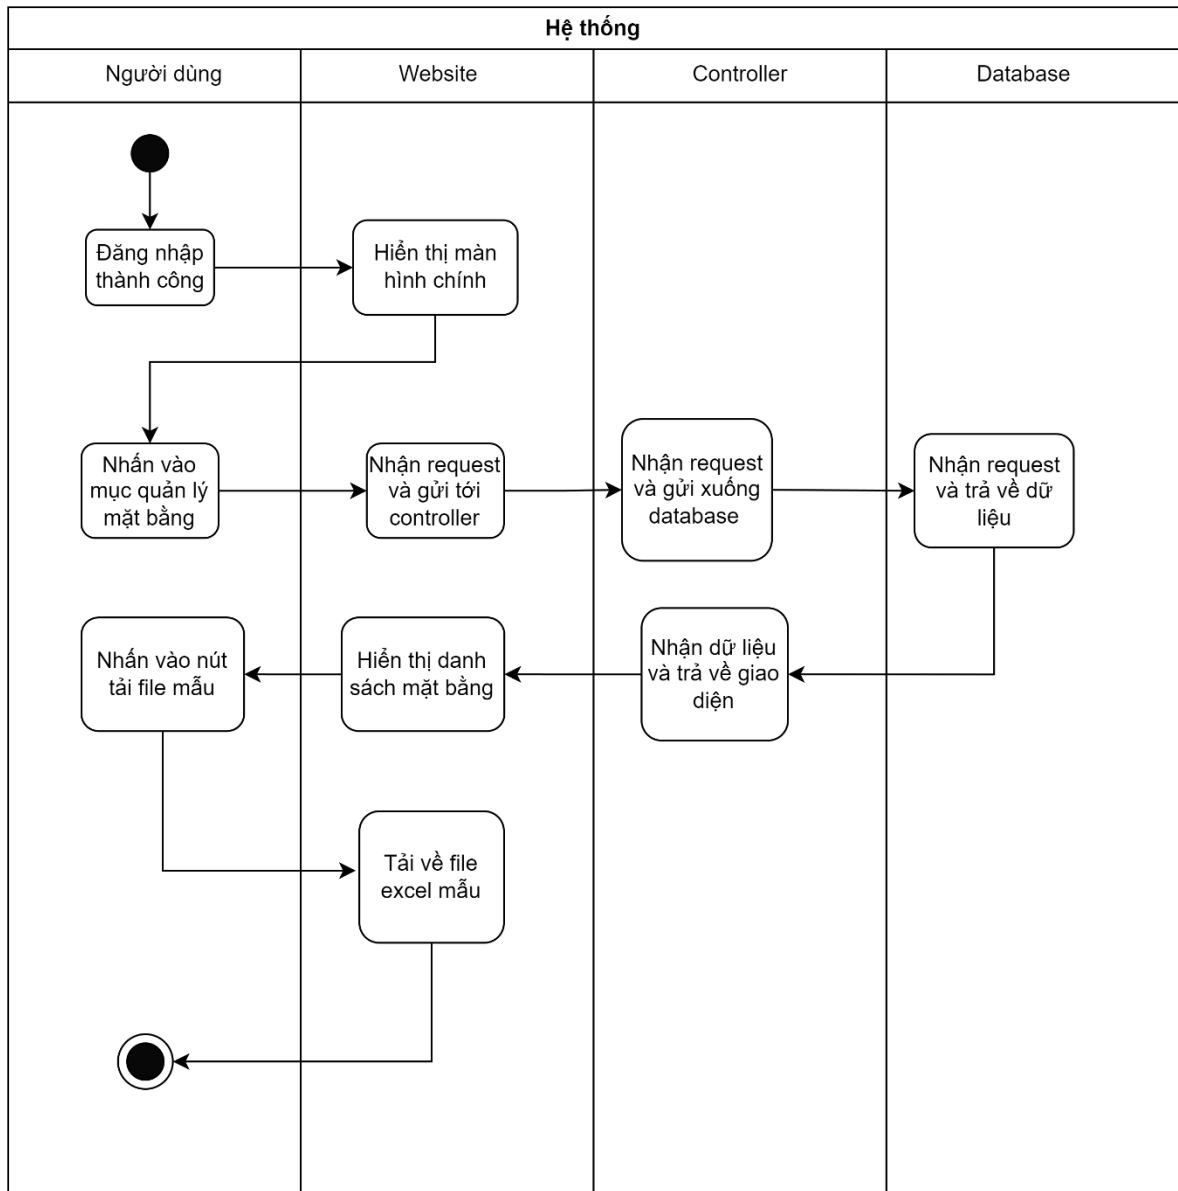 Hệ thống
Người dùng
Website
Controller
Database
Đăng nhập
thành công
Hiển thị màn
hình chính
Nhấn vào
mục quản lý
mặt bằng
Nhận request
và gửi tới
controller
Nhận request
và gửi xuống
database
Nhận request
và trả về dữ
liệu
Nhấn vào nút
tải file mẫu
Hiển thị danh
sách mặt bằng
Nhận dữ liệu
và trả về giao
diện
Tải về file
excel mẫu